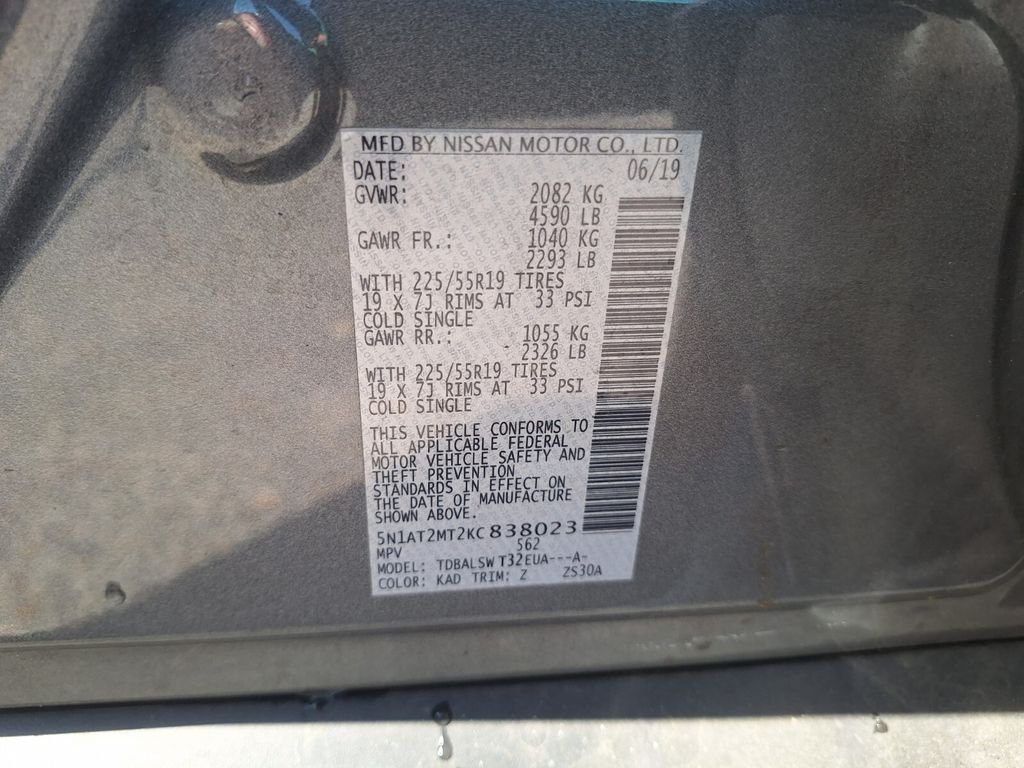 MFD BY NISSAN MOTOR CO., LTD.
DATE: 06/19
GVWR: 2082 KG
4590 LB
GAWR FR.: 1040 KG
2293 LB
WITH 225/55R19 TIRES
19 X 7J RIMS AT 33 PSI
COLD SINGLE
GAWR RR.: 1055 KG
2326 LB
WITH 225/55R19 TIRES
19 X 7J RIMS AT 33 PSI
COLD SINGLE
THIS VEHICLE CONFORMS TO
ALL APPLICABLE FEDERAL
MOTOR VEHICLE SAFETY AND
THEFT PREVENTION
STANDARDS IN EFFECT ON
THE DATE OF MANUFACTURE
SHOWN ABOVE.
5N1AT2MT2KC838023
MPV 562
MODEL: TDBALSW T32EUA---A-
COLOR: KAD TRIM: Z ZS30A